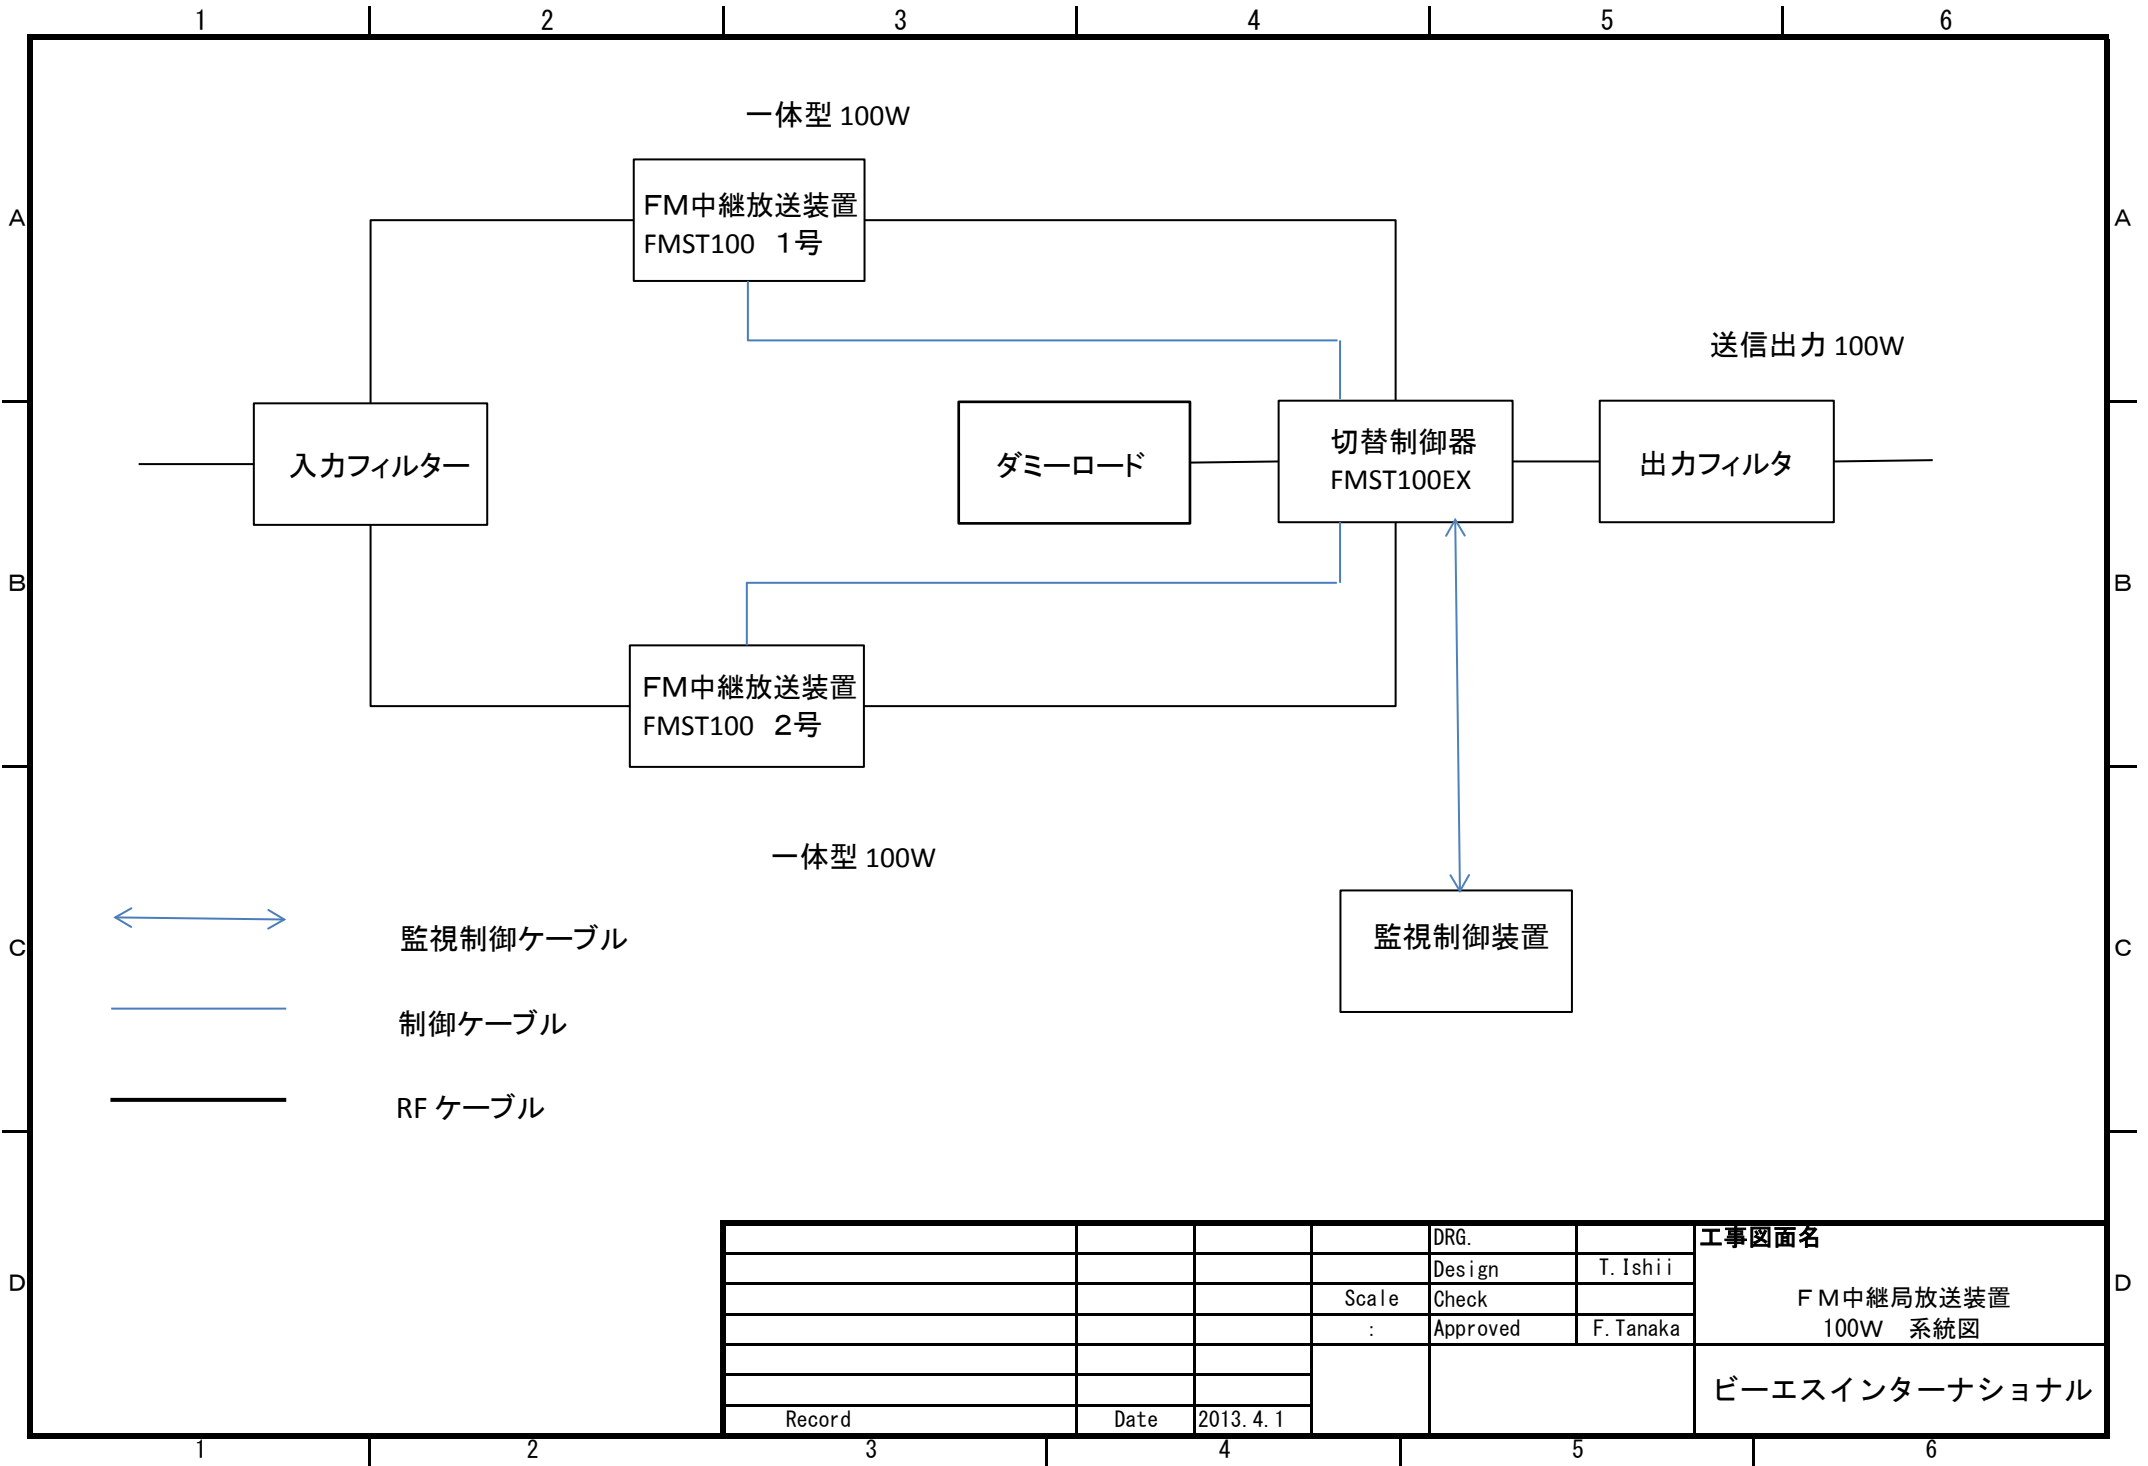 1 2 3 4 5 6
一体型 100W
FM中継放送装置
FMST100 1号
A A
送信出力 100W
入力フィルター
ダミーロード
切替制御器
FMST100EX
出力フィルタ
B B
FM中継放送装置
FMST100 2号
一体型 100W
監視制御装置
監視制御ケーブル
C C
制御ケーブル
RF ケーブル
DRG.
工事図面名
Design T.Ishii
D D
Scale Check
FM中継局放送装置
: Approved F.Tanaka
100W 系統図
ビーエスインターナショナル
Record Date 2013.4.1
1 2 3 4 5 6